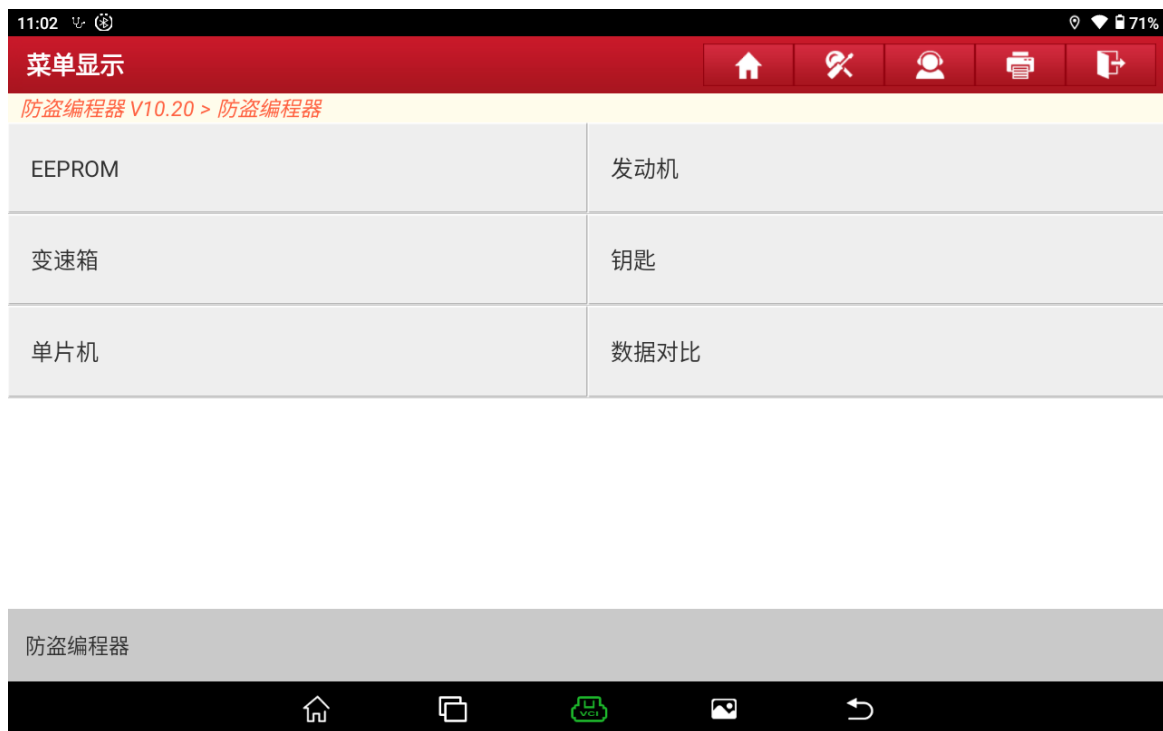 11:02 71%
菜单显示
防盗编程器 V10.20 > 防盗编程器
EEPROM 发动机
变速箱 钥匙
单片机 数据对比
防盗编程器
VCI